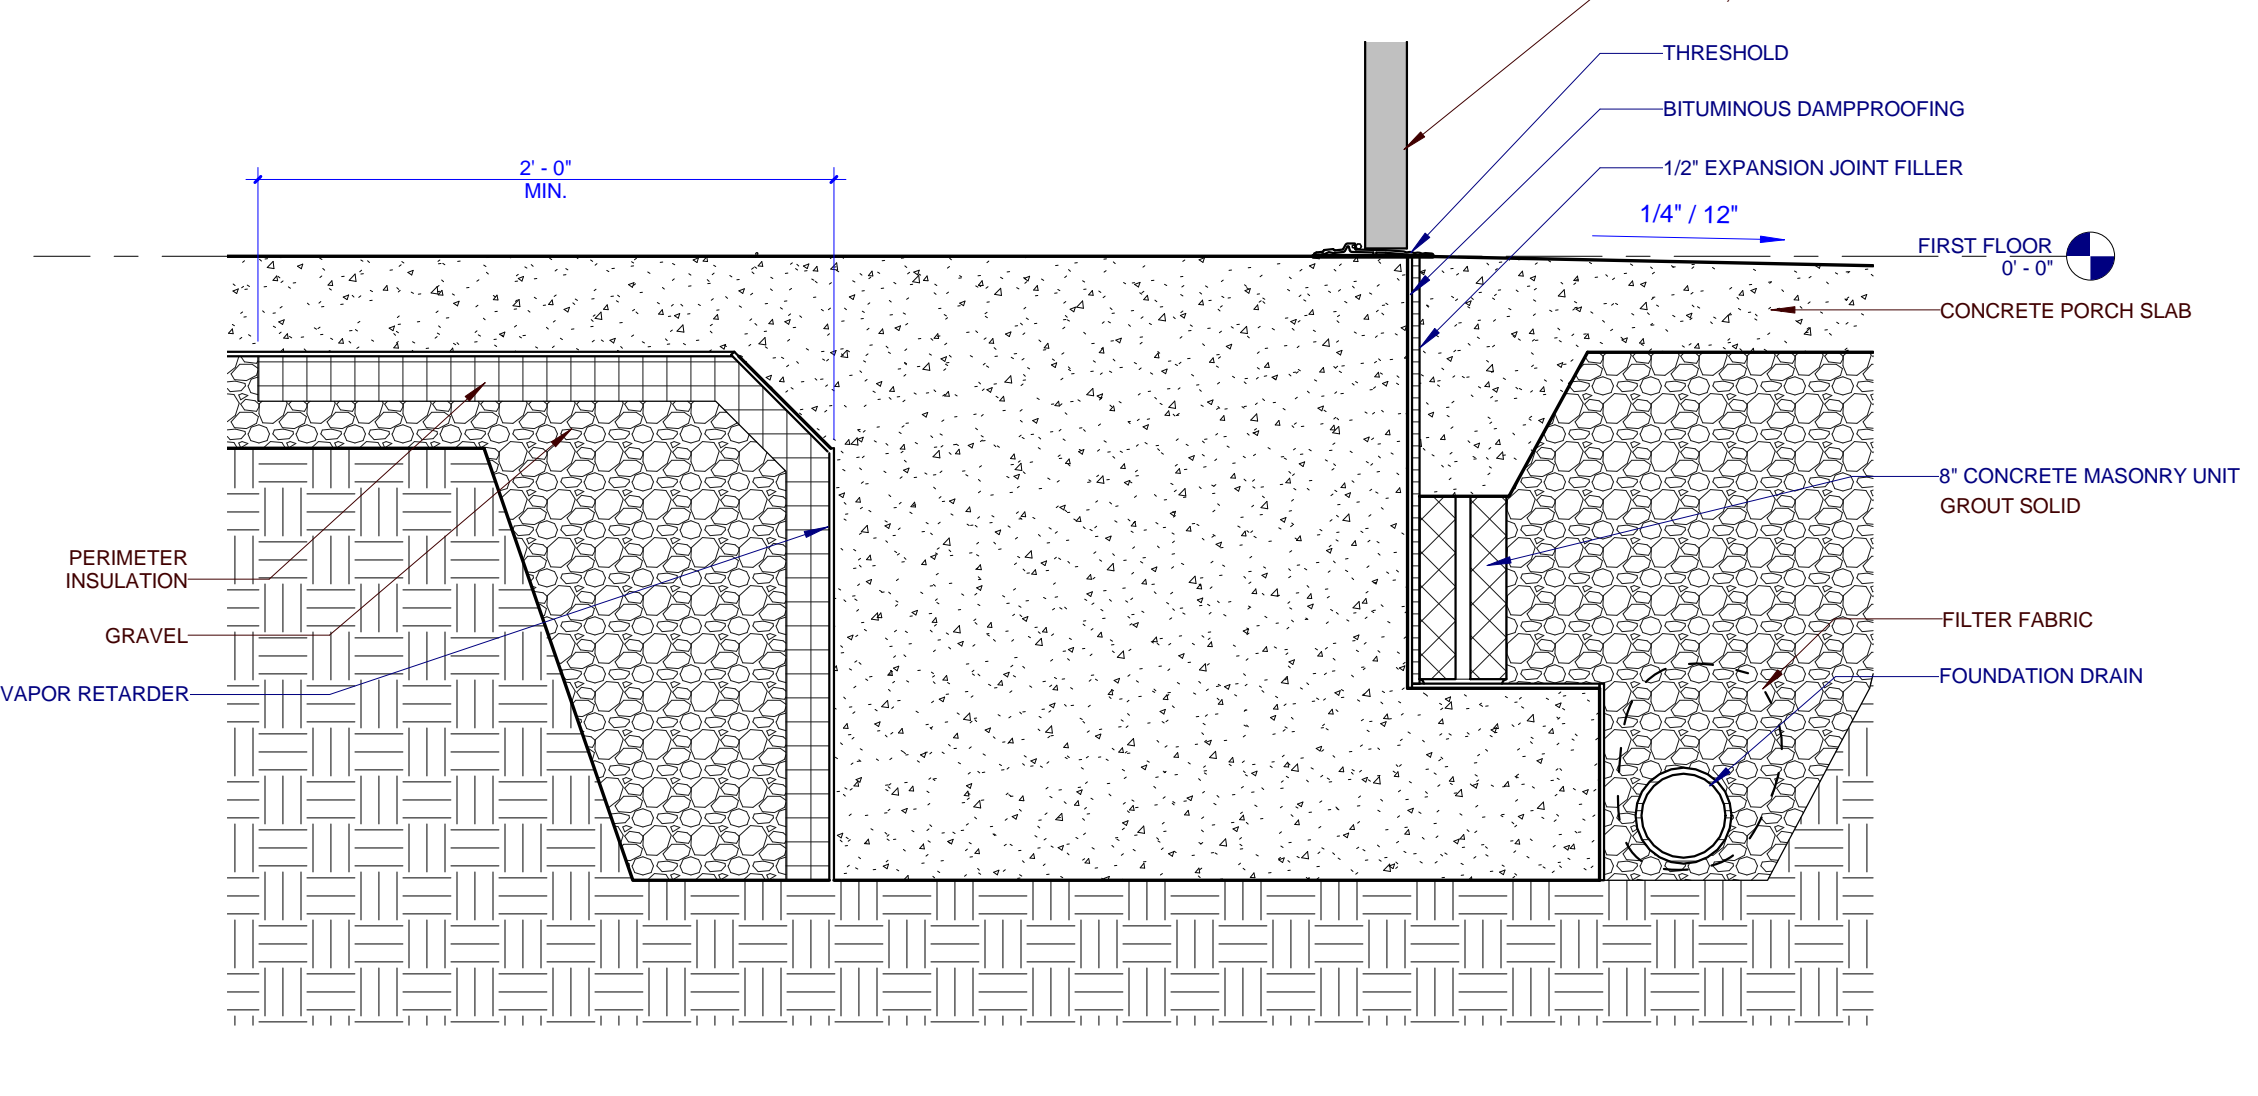 THRESHOLD
BITUMINOUS DAMPPROOFING
2' - 0"
MIN.
1/2" EXPANSION JOINT FILLER
1/4" / 12"
FIRST FLOOR
0' - 0"
CONCRETE PORCH SLAB
8" CONCRETE MASONRY UNIT
GROUT SOLID
PERIMETER
INSULATION
GRAVEL
FILTER FABRIC
FOUNDATION DRAIN
VAPOR RETARDER